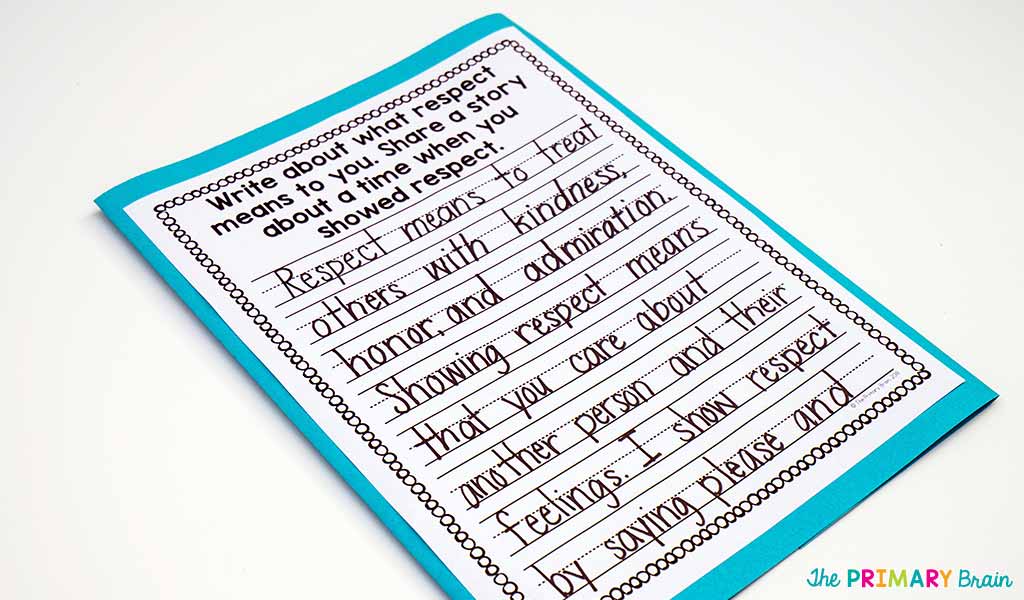 Write about what respect
means to you. Share a story
about a time when you
showed respect.
Respect means to treat
others with kindness,
honor, and admiration.
Showing respect means
that you care about
another person and their
feelings. I show respect
by saying please and
© The Primary Brain
The PRIMARY Brain